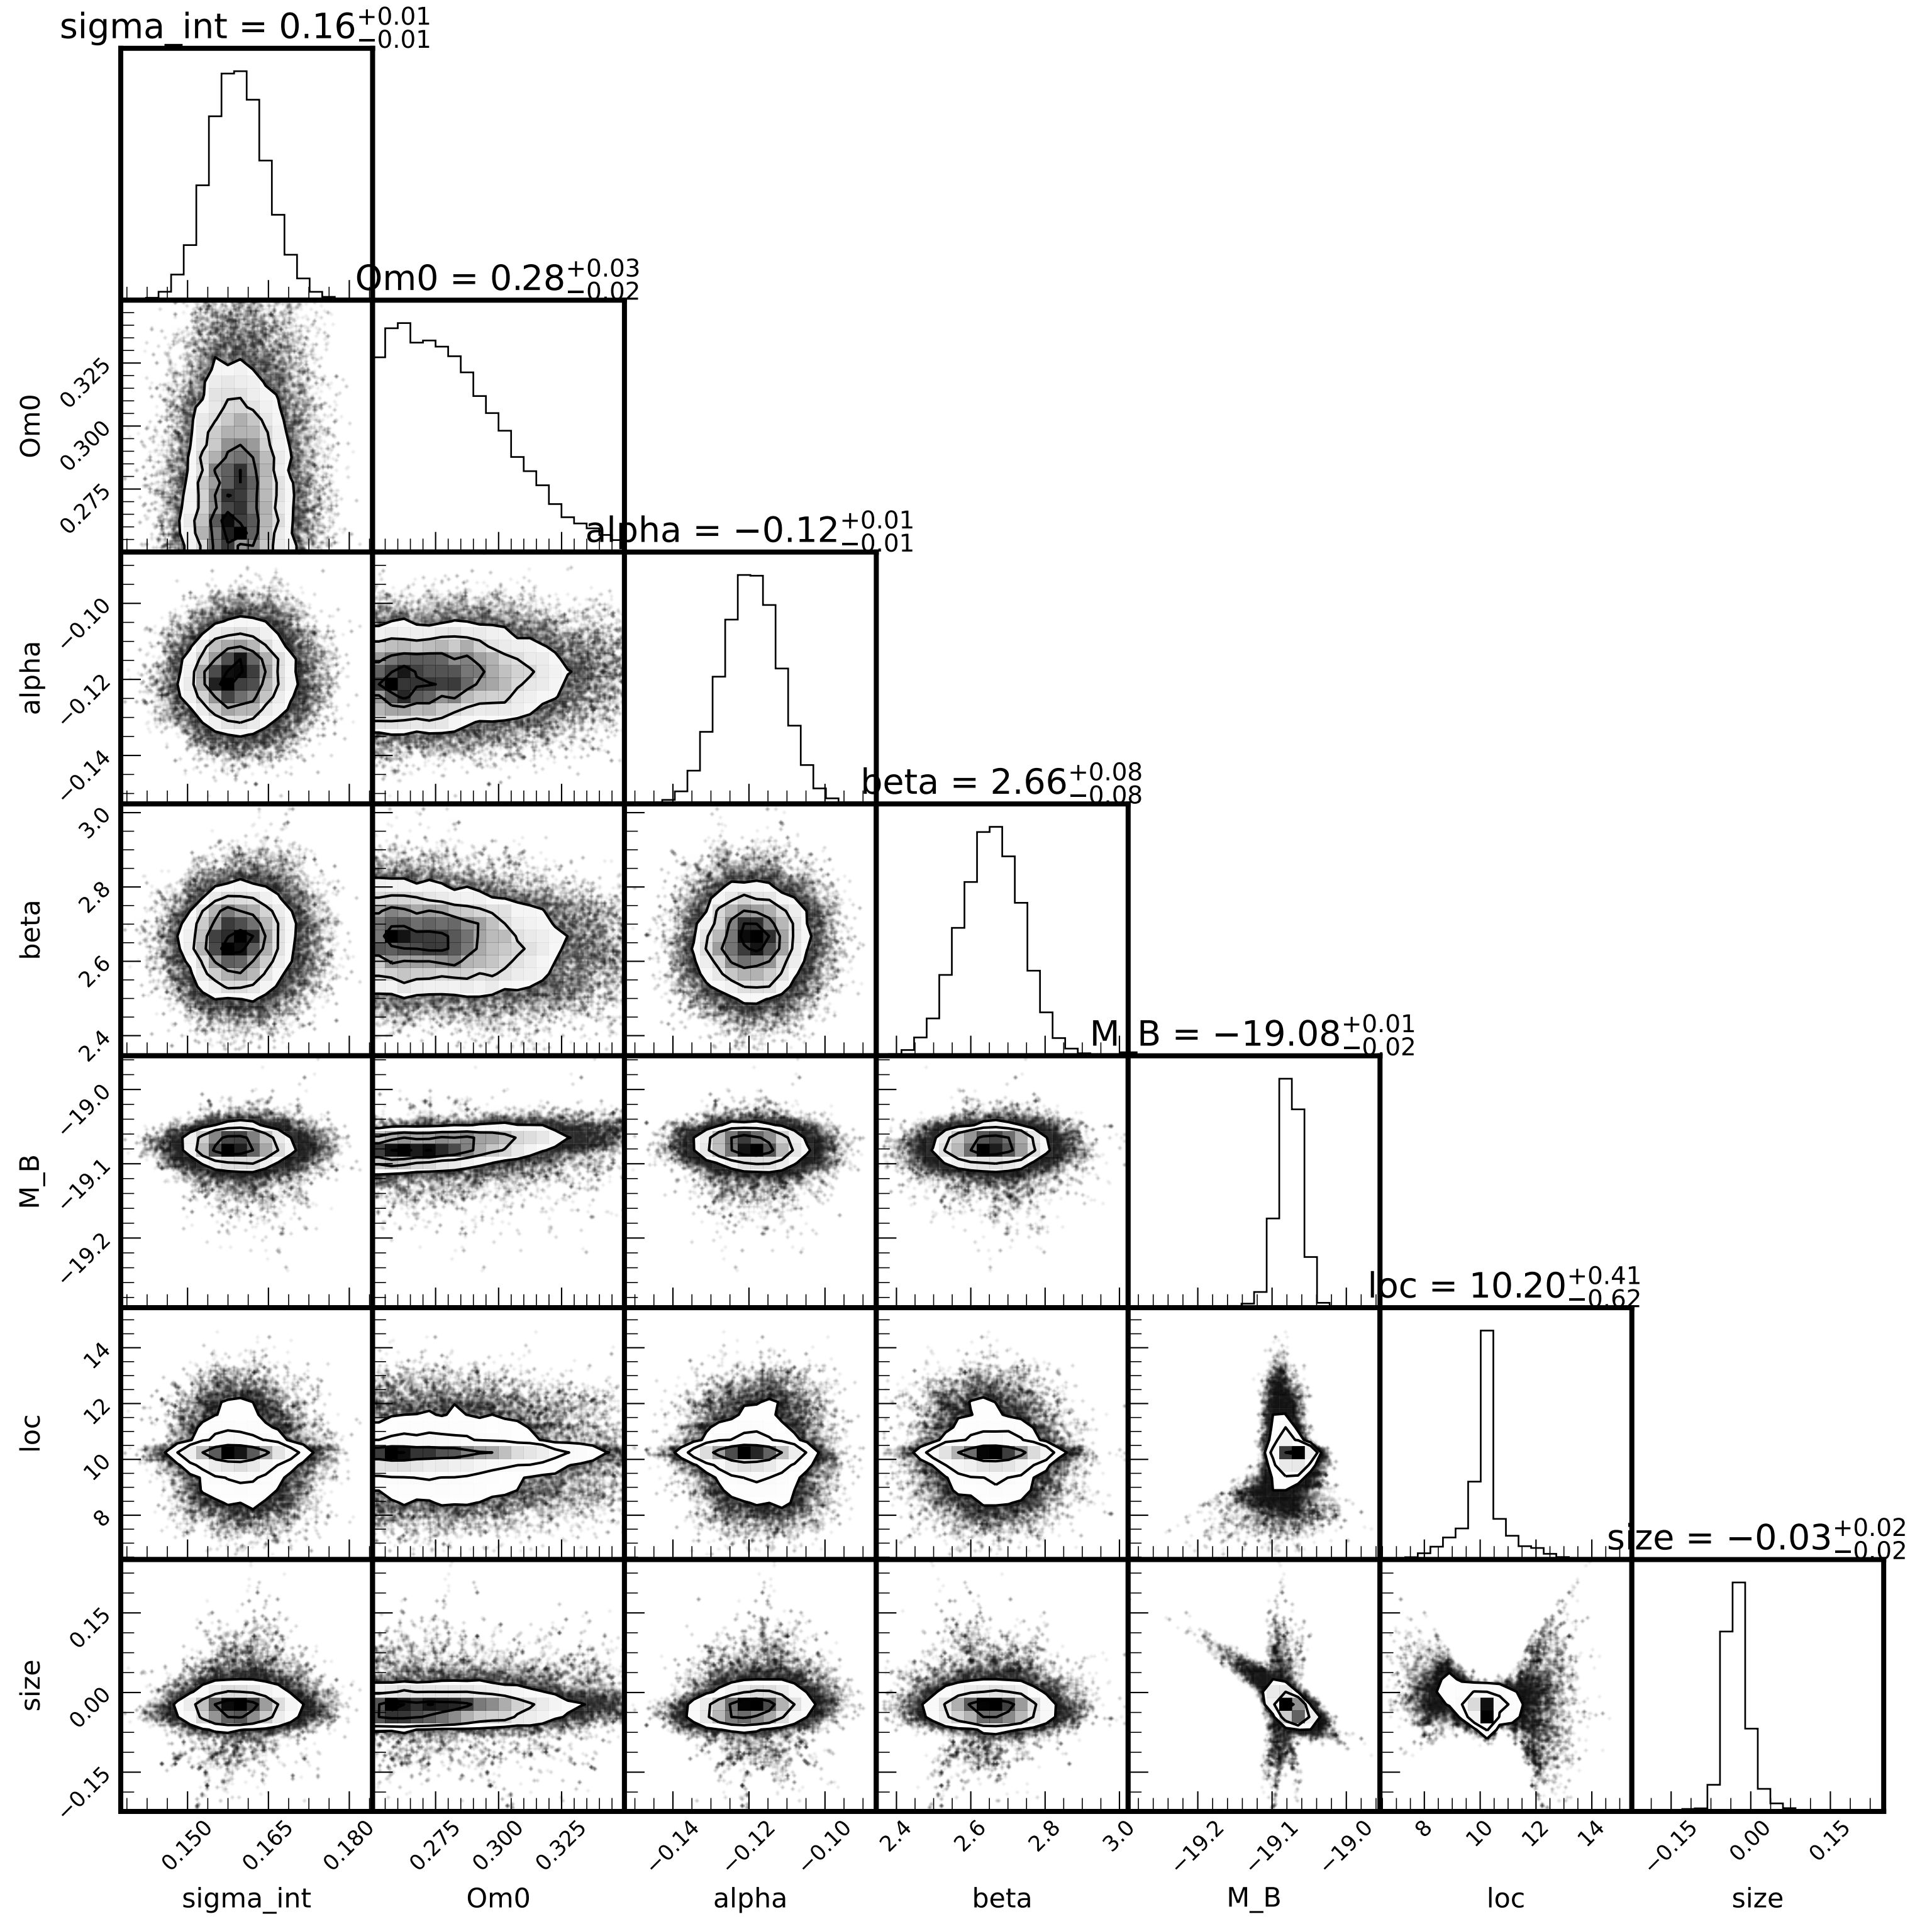 sigma_int = 0.16 +0.01 −0.01
Om0 = 0.28 +0.03 −0.02
Om0
0.325
0.300
0.275
alpha = −0.12 +0.01 −0.01
alpha
−0.10
−0.12
−0.14
beta = 2.66 +0.08 −0.08
beta
3.0
2.8
2.6
2.4
M_B = −19.08 +0.01 −0.02
M_B
−19.0
−19.1
−19.2
loc = 10.20 +0.41 −0.62
loc
14
12
10
8
size = −0.03 +0.02 −0.02
size
0.15
0.00
−0.15
0.150 0.165 0.180 0.275 0.300 0.325 −0.14 −0.12 −0.10 2.4 2.6 2.8 3.0 −19.2 −19.1 −19.0 8 10 12 14 −0.15 0.00 0.15
sigma_int Om0 alpha beta M_B loc size